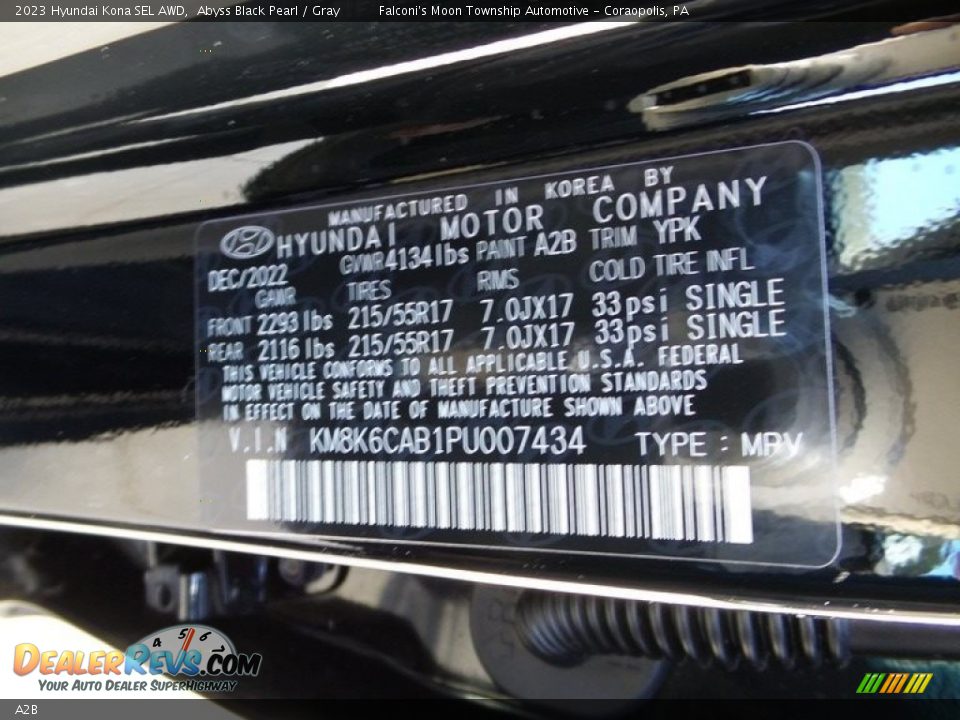 2023 Hyundai Kona SEL AWD, Abyss Black Pearl / Gray Falconi's Moon Township Automotive - Coraopolis, PA
MANUFACTURED IN KOREA BY
HYUNDAI MOTOR COMPANY
DEC/2022 GVWR 4134 lbs PAINT A2B TRIM YPK
GAWR TIRES RMS COLD TIRE INFL
FRONT 2293 lbs 215/55R17 7.0JX17 33psi SINGLE
REAR 2116 lbs 215/55R17 7.0JX17 33psi SINGLE
THIS VEHICLE CONFORMS TO ALL APPLICABLE U.S.A. FEDERAL
MOTOR VEHICLE SAFETY AND THEFT PREVENTION STANDARDS
IN EFFECT ON THE DATE OF MANUFACTURE SHOWN ABOVE
V.I.N KM8K6CAB1PU007434 TYPE : MPV
4 5 6
DEALERREVS.COM
YOUR AUTO DEALER SUPERHIGHWAY
A2B